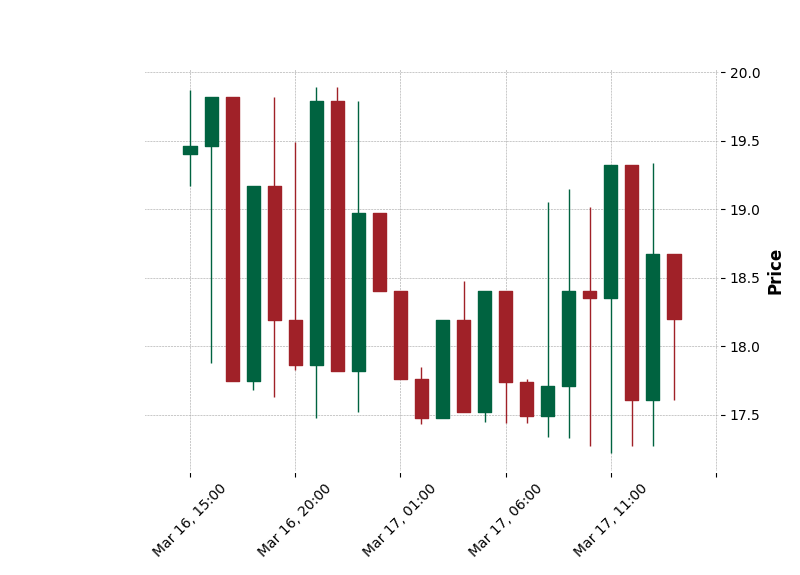 20.0
19.5
19.0
18.5
18.0
17.5
Price
Mar 16, 15:00
Mar 16, 20:00
Mar 17, 01:00
Mar 17, 06:00
Mar 17, 11:00